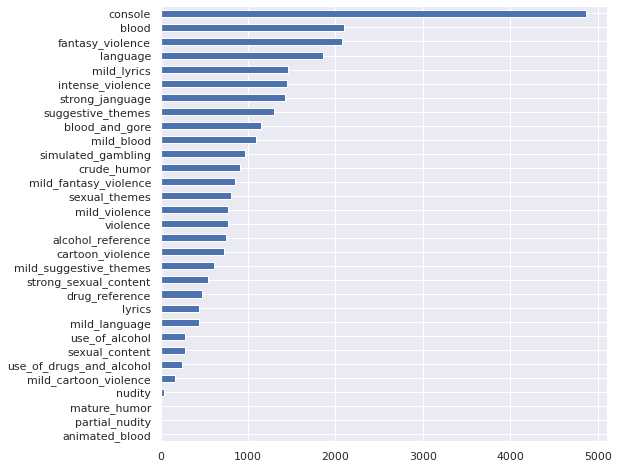 console
blood
fantasy_violence
language
mild_lyrics
intense_violence
strong_janguage
suggestive_themes
blood_and_gore
mild_blood
simulated_gambling
crude_humor
mild_fantasy_violence
sexual_themes
mild_violence
violence
alcohol_reference
cartoon_violence
mild_suggestive_themes
strong_sexual_content
drug_reference
lyrics
mild_language
use_of_alcohol
sexual_content
use_of_drugs_and_alcohol
mild_cartoon_violence
nudity
mature_humor
partial_nudity
animated_blood
0 1000 2000 3000 4000 5000